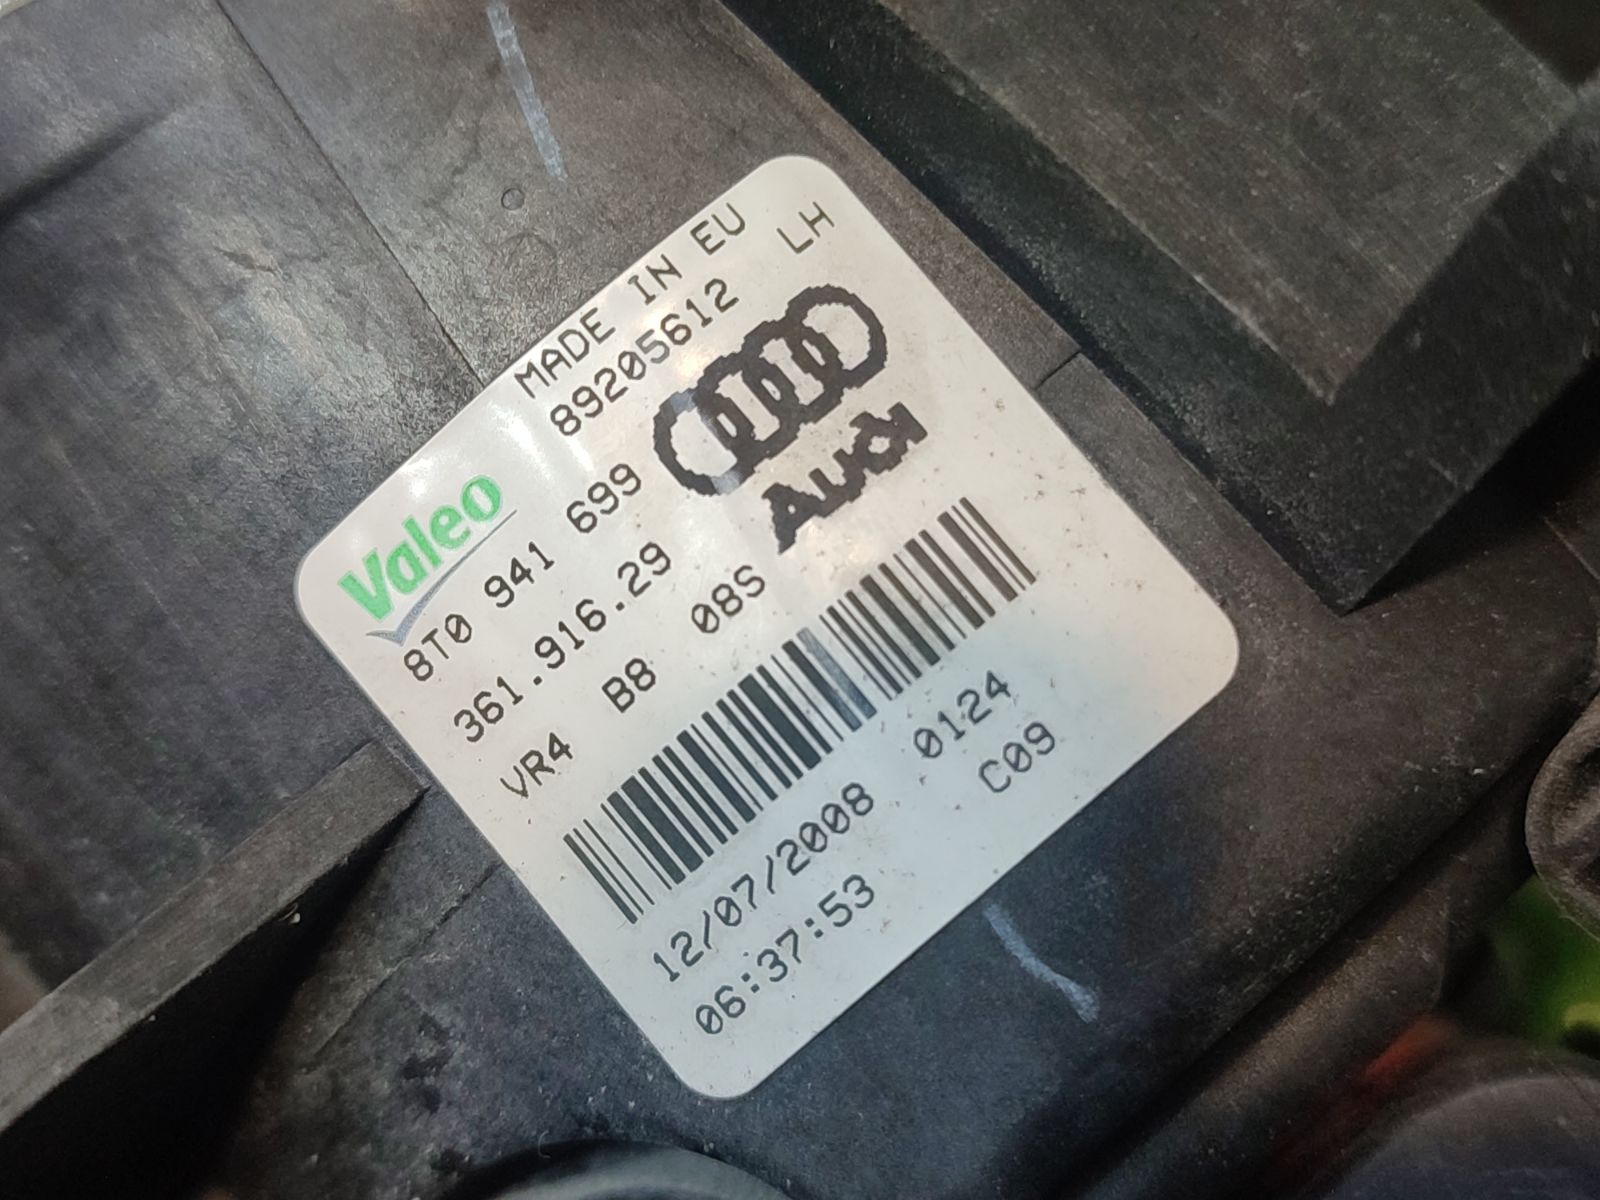 MADE IN EU
89205612 LH
Valeo
Audi
8T0 941 699
361.916.29
VR4 B8 08S
12/07/2008 0124
06:37:53 C09